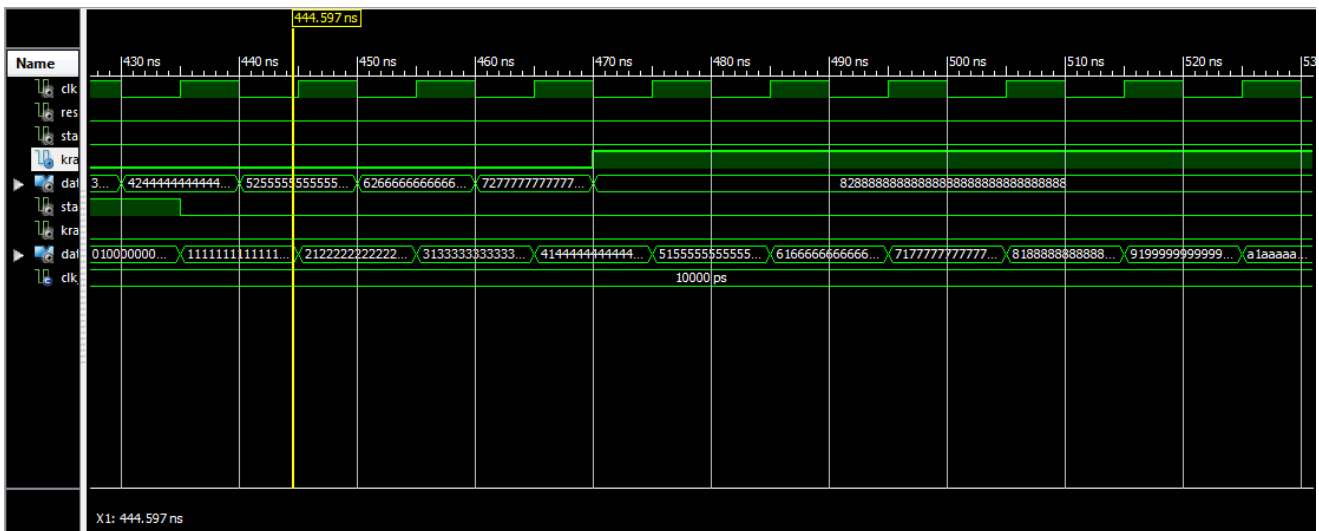 444.597 ns
Name 430 ns 440 ns 450 ns 460 ns 470 ns 480 ns 490 ns 500 ns 510 ns 520 ns 53
clk
res
sta
kra
dat 3... 4244444444444... 5255555555555... 6266666666666... 7277777777777... 82888888888888888888888888888888
sta
kra
dat 010000000... 1111111111111... 2122222222222... 3133333333333... 4144444444444... 5155555555555... 6166666666666... 7177777777777... 8188888888888... 9199999999999... a1aaaaa...
clk 10000 ps
X1: 444.597 ns